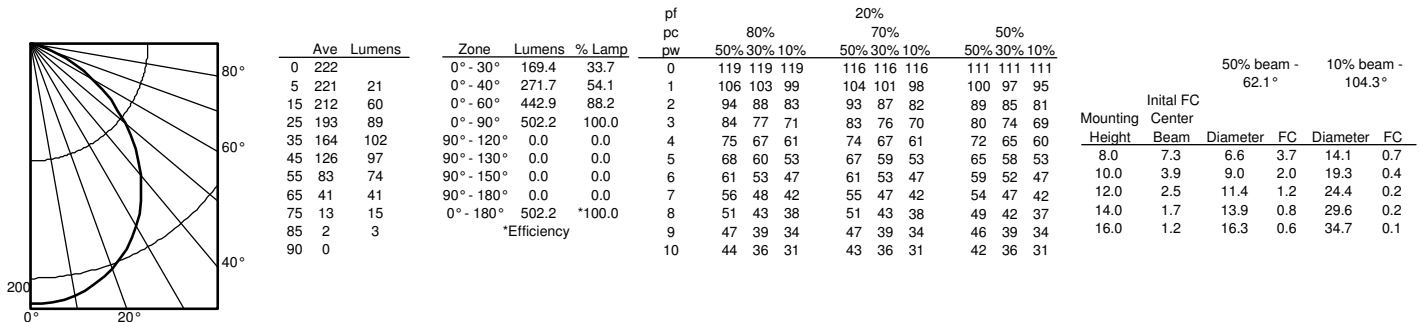 80°
60°
40°
200
0° 20°
Ave Lumens
0 222
5 221 21
15 212 60
25 193 89
35 164 102
45 126 97
55 83 74
65 41 41
75 13 15
85 2 3
90 0
Zone Lumens % Lamp
0° - 30° 169.4 33.7
0° - 40° 271.7 54.1
0° - 60° 442.9 88.2
0° - 90° 502.2 100.0
90° - 120° 0.0 0.0
90° - 130° 0.0 0.0
90° - 150° 0.0 0.0
90° - 180° 0.0 0.0
0° - 180° 502.2 *100.0
*Efficiency
pf 20%
pc 80% 70% 50%
pw 50% 30% 10% 50% 30% 10% 50% 30% 10%
0 119 119 119 116 116 116 111 111 111
1 106 103 99 104 101 98 100 97 95
2 94 88 83 93 87 82 89 85 81
3 84 77 71 83 76 70 80 74 69
4 75 67 61 74 67 61 72 65 60
5 68 60 53 67 59 53 65 58 53
6 61 53 47 61 53 47 59 52 47
7 56 48 42 55 47 42 54 47 42
8 51 43 38 51 43 38 49 42 37
9 47 39 34 47 39 34 46 39 34
10 44 36 31 43 36 31 42 36 31
50% beam - 10% beam -
62.1° 104.3°
Inital FC
Mounting Center
Height Beam Diameter FC Diameter FC
8.0 7.3 6.6 3.7 14.1 0.7
10.0 3.9 9.0 2.0 19.3 0.4
12.0 2.5 11.4 1.2 24.4 0.2
14.0 1.7 13.9 0.8 29.6 0.2
16.0 1.2 16.3 0.6 34.7 0.1